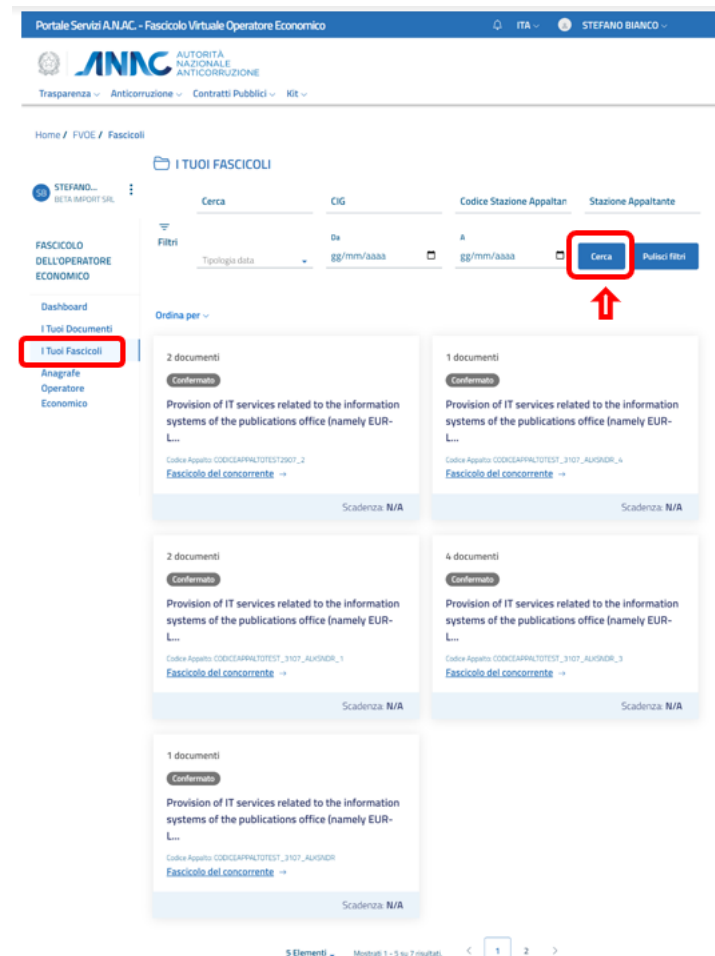 Portale Servizi A.N.AC. - Fascicolo Virtuale Operatore Economico
ITA
STEFANO BIANCO
ANAC
AUTORITÀ
NAZIONALE
ANTICORRUZIONE
Trasparenza
Anticorruzione
Contratti Pubblici
Kit
Home / FVOE / Fascicoli
I TUOI FASCICOLI
SB
STEFANO...
BETA IMPORT SRL
Cerca
CIG
Codice Stazione Appaltan
Stazione Appaltante
Filtri
Tipologia data
Da
gg/mm/aaaa
A
gg/mm/aaaa
Cerca
Pulisci filtri
FASCICOLO
DELL'OPERATORE
ECONOMICO
Dashboard
I Tuoi Documenti
I Tuoi Fascicoli
Anagrafe
Operatore
Economico
Ordina per
2 documenti
Confermato
Provision of IT services related to the information
systems of the publications office (namely EUR-
L...
Codice Appalto: CODICEAPPALTOTEST2907_2
Fascicolo del concorrente →
Scadenza: N/A
1 documenti
Confermato
Provision of IT services related to the information
systems of the publications office (namely EUR-
L...
Codice Appalto: CODICEAPPALTOTEST_3107_ALKSNDR_4
Fascicolo del concorrente →
Scadenza: N/A
2 documenti
Confermato
Provision of IT services related to the information
systems of the publications office (namely EUR-
L...
Codice Appalto: CODICEAPPALTOTEST_3107_ALKSNDR_1
Fascicolo del concorrente →
Scadenza: N/A
4 documenti
Confermato
Provision of IT services related to the information
systems of the publications office (namely EUR-
L...
Codice Appalto: CODICEAPPALTOTEST_3107_ALKSNDR_3
Fascicolo del concorrente →
Scadenza: N/A
1 documenti
Confermato
Provision of IT services related to the information
systems of the publications office (namely EUR-
L...
Codice Appalto: CODICEAPPALTOTEST_3107_ALKSNDR
Fascicolo del concorrente →
Scadenza: N/A
5 Elementi
Mostrati 1 - 5 su 7 risultati.
< 1 2 >